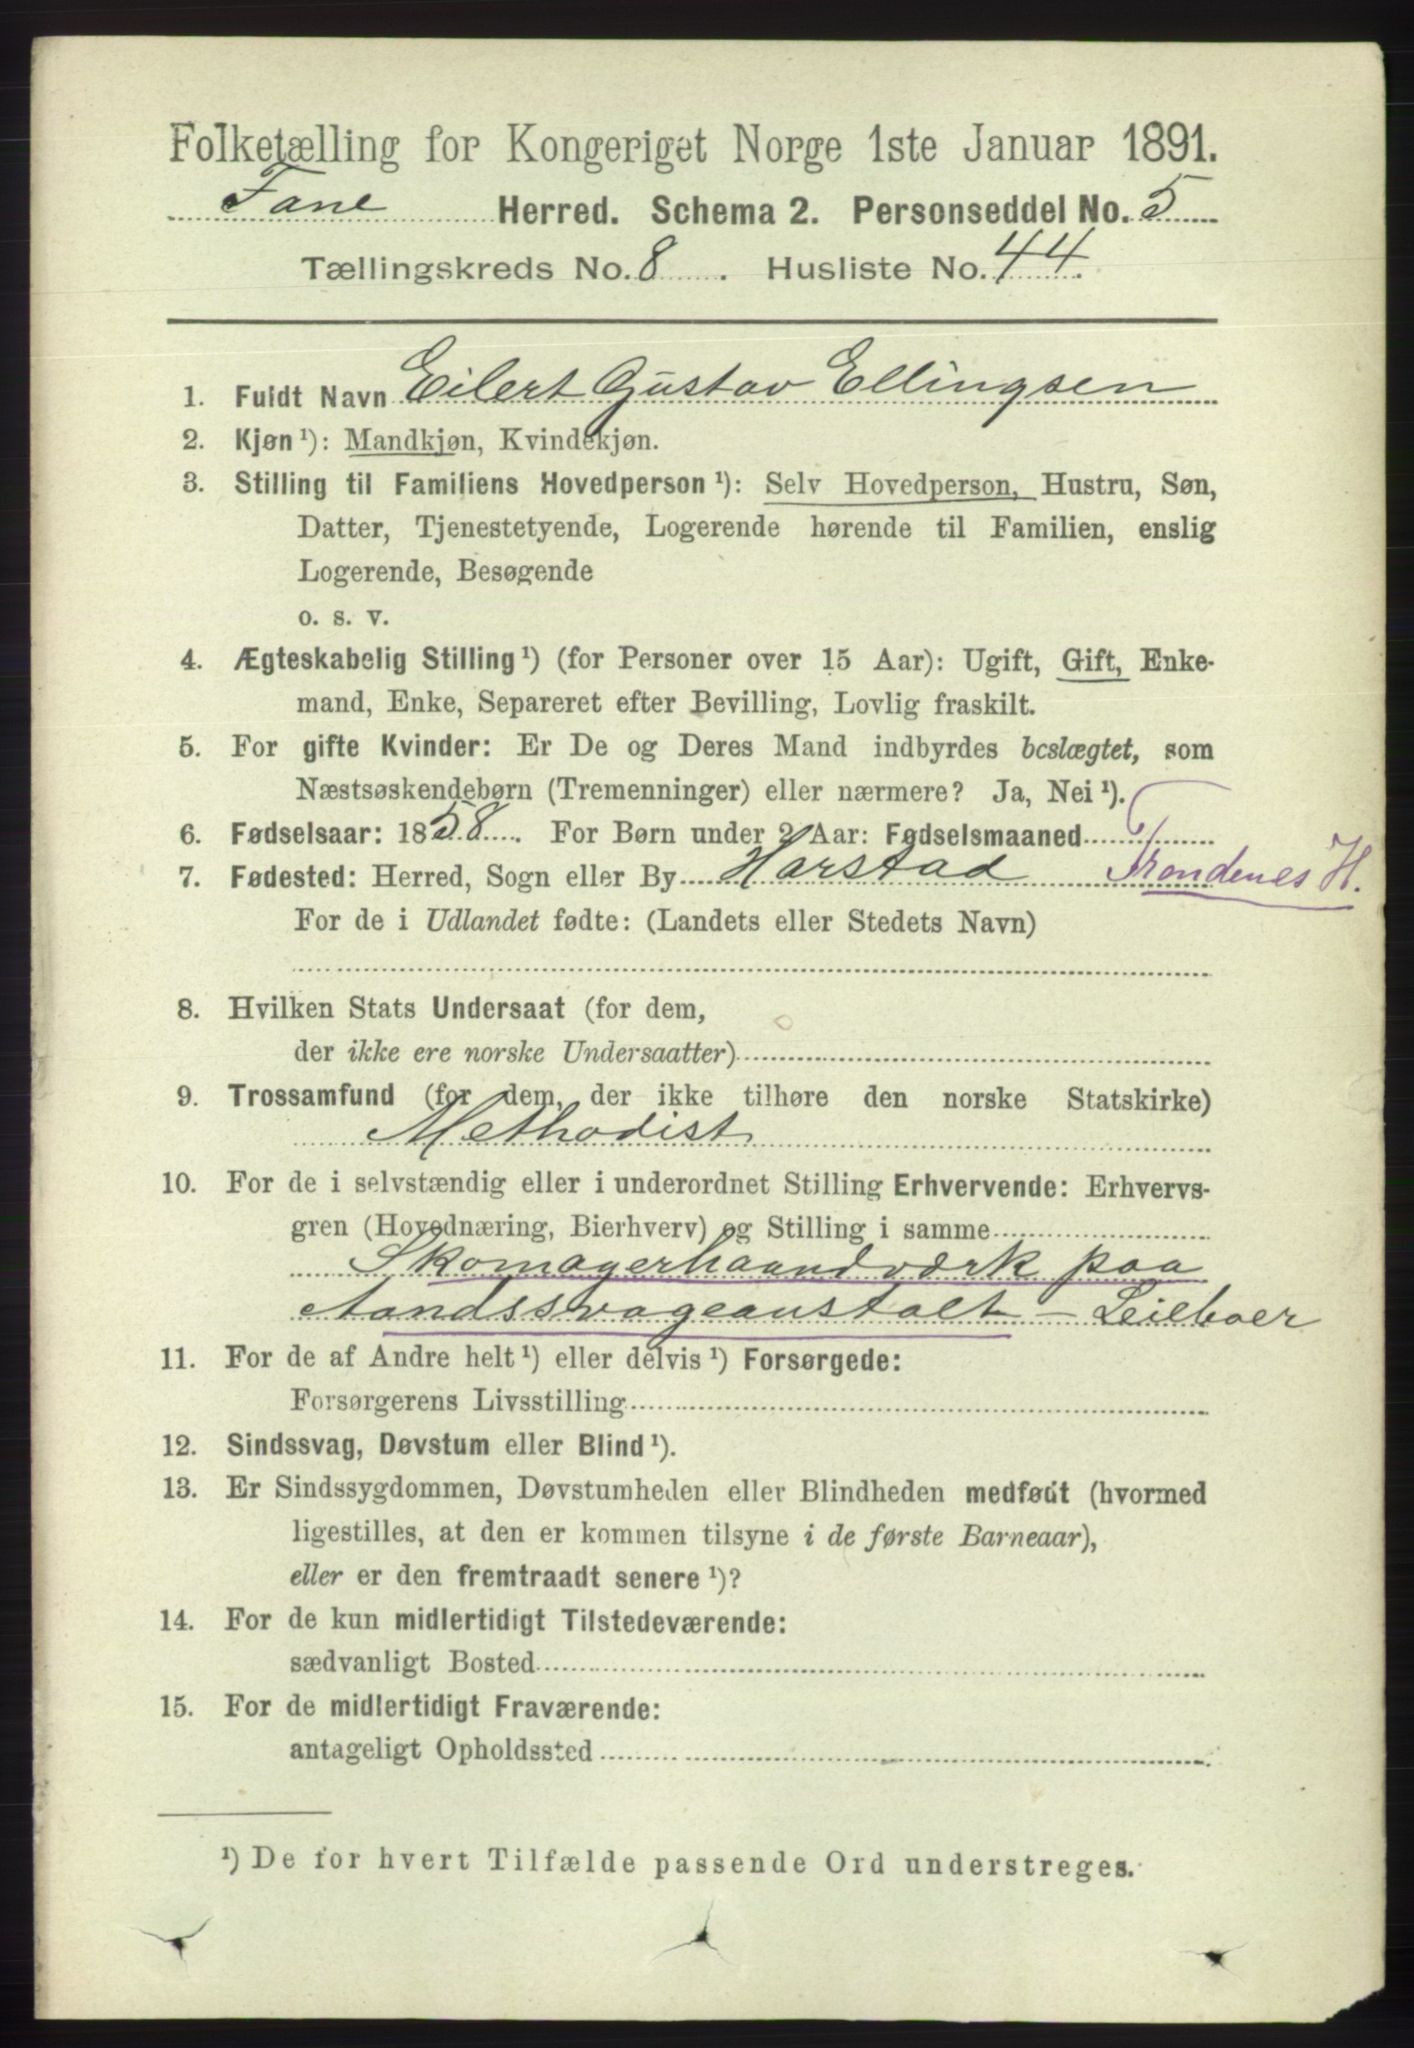 Folketælling for Kongeriget Norge 1ste Januar 1891.
Fane Herred. Schema 2. Personseddel No. 5
Tællingskreds No. 8. Husliste No. 44.
1. Fuldt Navn Eilert Gustav Ellingsen
2. Kjøn¹): Mandkjøn, Kvindekjøn.
3. Stilling til Familiens Hovedperson¹): Selv Hovedperson, Hustru, Søn,
Datter, Tjenestetyende, Logerende hørende til Familien, enslig
Logerende, Besøgende
o. s. v.
4. Ægteskabelig Stilling¹) (for Personer over 15 Aar): Ugift, Gift, Enke-
mand, Enke, Separeret efter Bevilling, Lovlig fraskilt.
5. For gifte Kvinder: Er De og Deres Mand indbyrdes beslægtet, som
Næstsøskendebørn (Tremenninger) eller nærmere? Ja, Nei¹).
6. Fødselsaar: 1858. For Børn under 2 Aar: Fødselsmaaned
7. Fødested: Herred, Sogn eller By Harstad Trondenes H.
For de i Udlandet fødte: (Landets eller Stedets Navn)
8. Hvilken Stats Undersaat (for dem,
der ikke ere norske Undersaatter)
9. Trossamfund (for dem, der ikke tilhøre den norske Statskirke)
Methodist
10. For de i selvstændig eller i underordnet Stilling Erhvervende: Erhvervs-
gren (Hovednæring, Bierhverv) og Stilling i samme
Skomagerhaandværk paa
Aandssvageanstalt - Leilboer
11. For de af Andre helt¹) eller delvis¹) Forsørgede:
Forsørgerens Livsstilling
12. Sindssvag, Døvstum eller Blind¹).
13. Er Sindssygdommen, Døvstumheden eller Blindheden medfødt (hvormed
ligestilles, at den er kommen tilsyne i de første Barneaar),
eller er den fremtraadt senere¹)?
14. For de kun midlertidigt Tilstedeværende:
sædvanligt Bosted
15. For de midlertidigt Fraværende:
antageligt Opholdssted
¹) De for hvert Tilfælde passende Ord understreges.